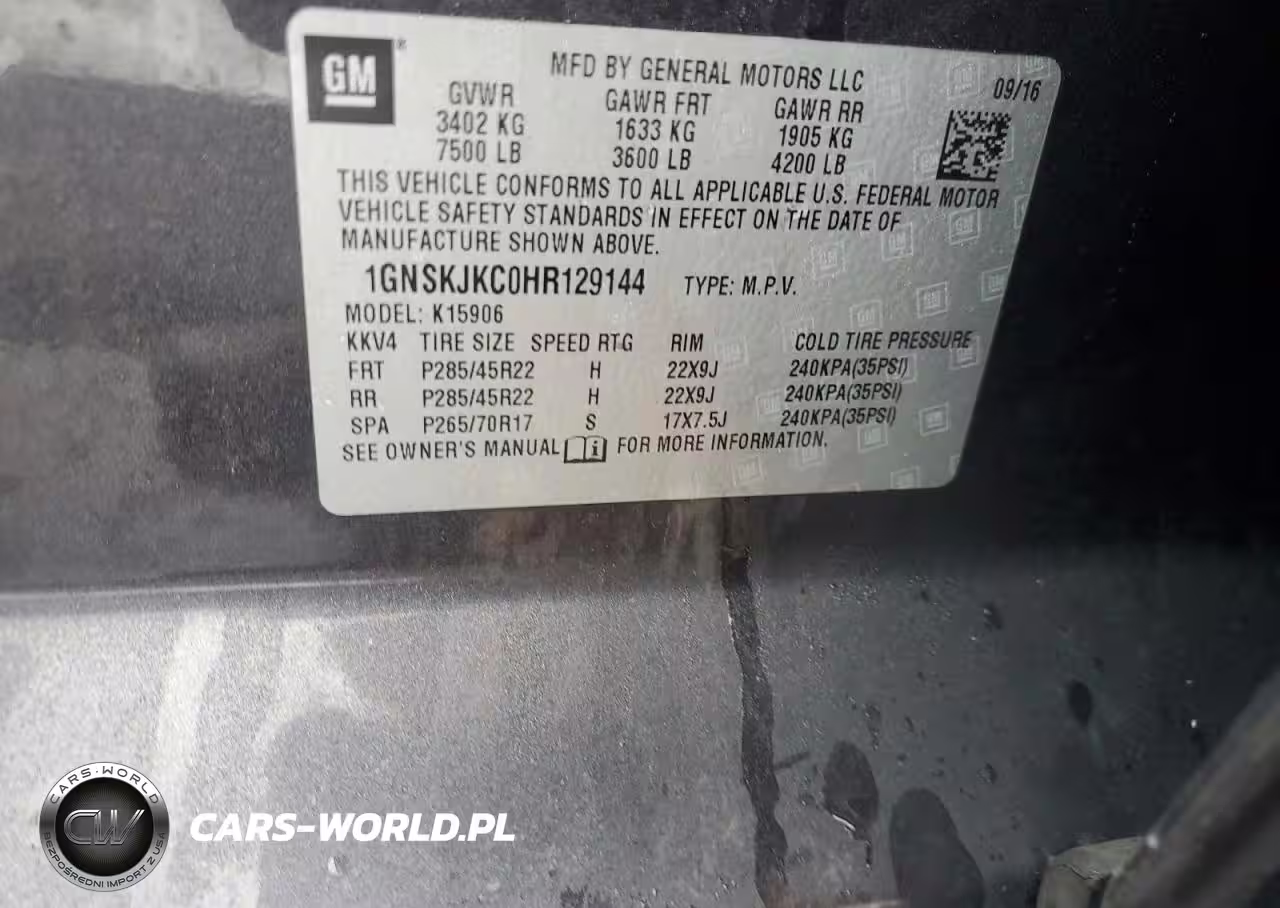 GM
MFD BY GENERAL MOTORS LLC
09/16
GVWR GAWR FRT GAWR RR
3402 KG 1633 KG 1905 KG
7500 LB 3600 LB 4200 LB
THIS VEHICLE CONFORMS TO ALL APPLICABLE U.S. FEDERAL MOTOR
VEHICLE SAFETY STANDARDS IN EFFECT ON THE DATE OF
MANUFACTURE SHOWN ABOVE.
1GNSKJKC0HR129144 TYPE: M.P.V.
MODEL: K15906
KKV4 TIRE SIZE SPEED RTG RIM COLD TIRE PRESSURE
FRT P285/45R22 H 22X9J 240KPA(35PSI)
RR P285/45R22 H 22X9J 240KPA(35PSI)
SPA P265/70R17 S 17X7.5J 240KPA(35PSI)
SEE OWNER'S MANUAL FOR MORE INFORMATION.
CARS-WORLD
CW
BEZPOŚREDNI IMPORT Z USA
CARS-WORLD.PL